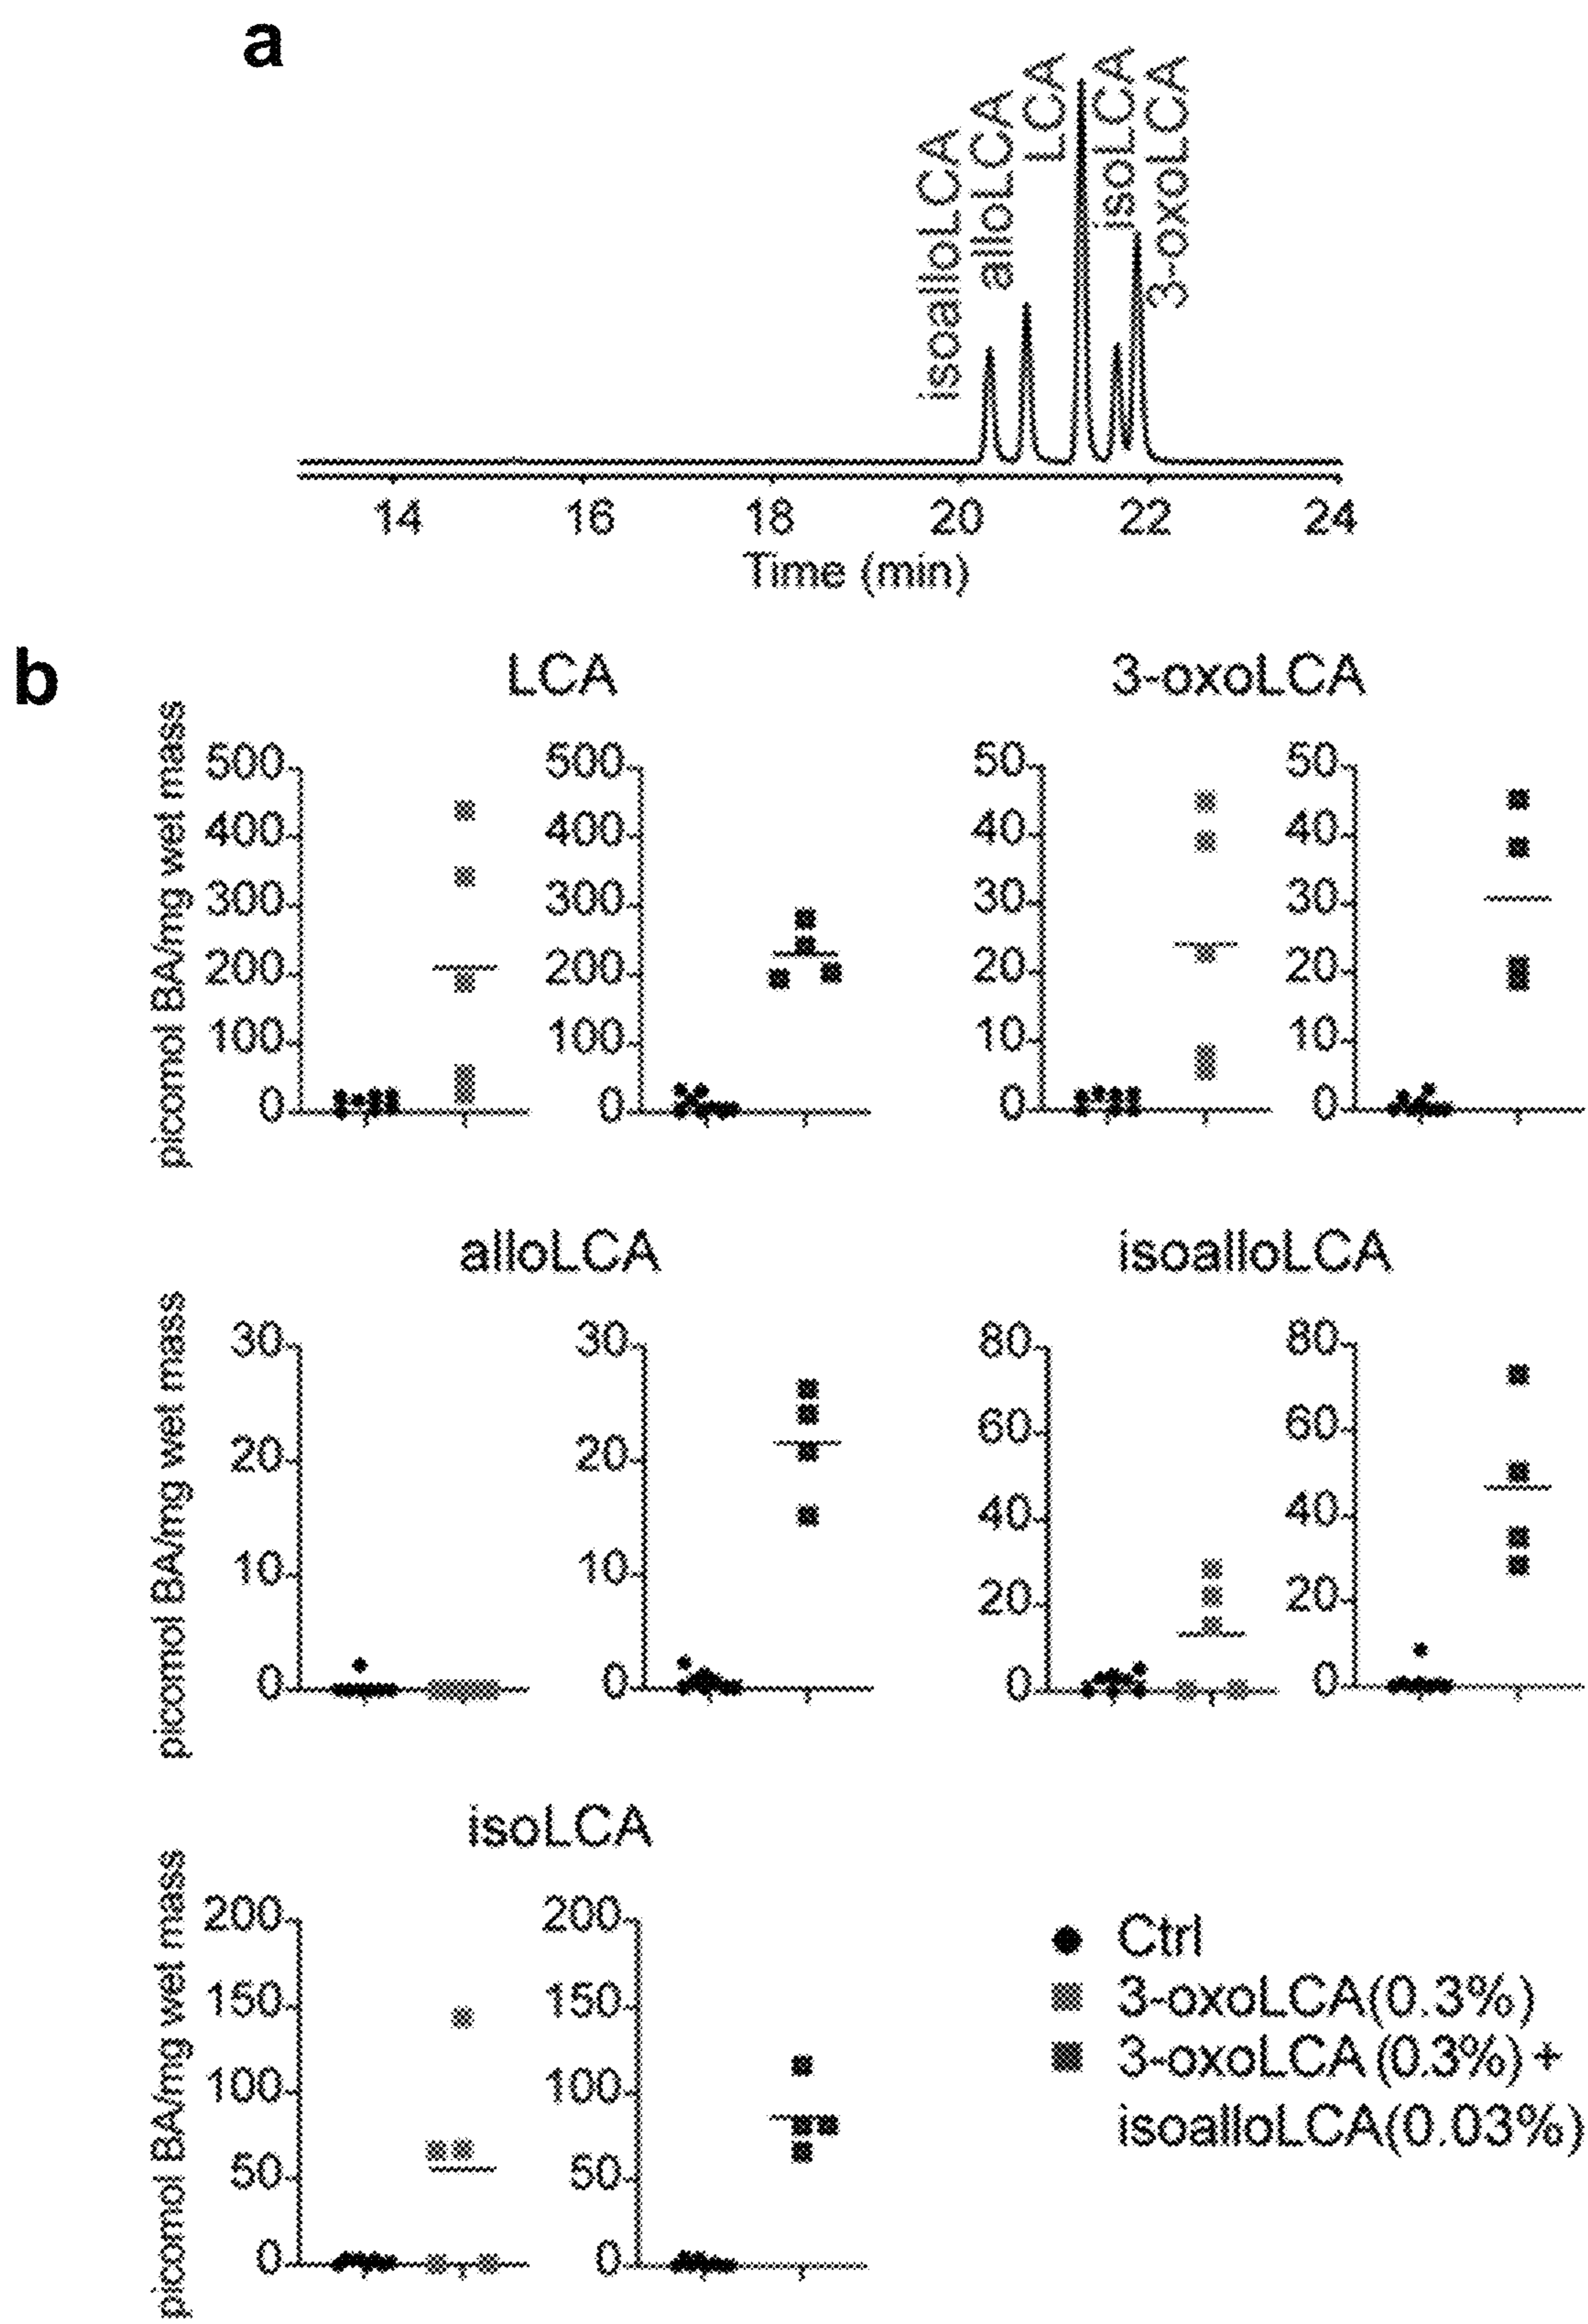 a
isoalloLCA
alloLCA
LCA
isoLCA
3-oxoLCA
14 16 18 20 22 24
Time (min)
b
LCA
3-oxoLCA
picomol BA/mg wet mass
500
400
300
200
100
0
500
400
300
200
100
0
50
40
30
20
10
0
50
40
30
20
10
0
alloLCA
isoalloLCA
picomol BA/mg wet mass
30
20
10
0
30
20
10
0
80
60
40
20
0
80
60
40
20
0
isoLCA
picomol BA/mg wet mass
200
150
100
50
0
200
150
100
50
0
Ctrl
3-oxoLCA(0.3%)
3-oxoLCA (0.3%) +
isoalloLCA(0.03%)